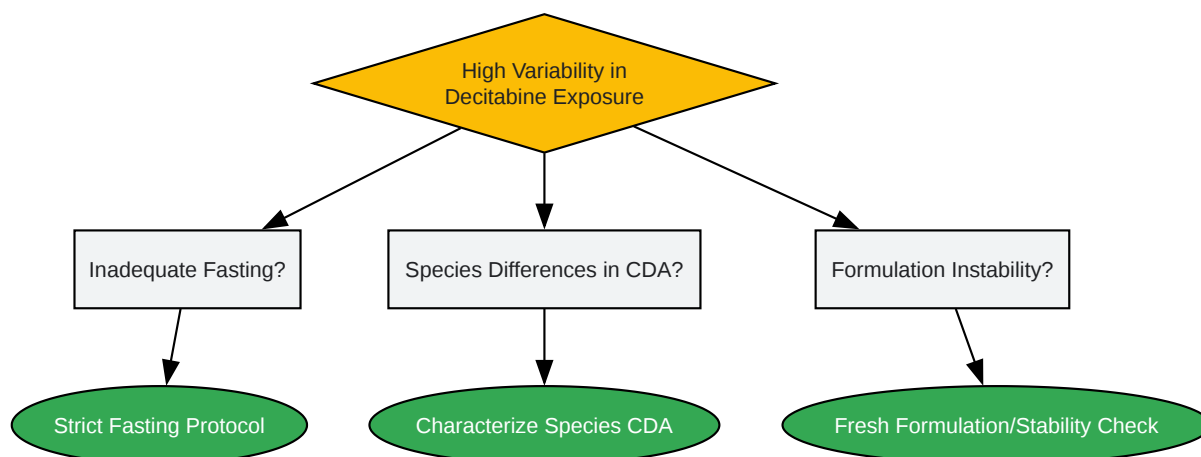 High Variability in
Decitabine Exposure
Inadequate Fasting?
Species Differences in CDA?
Formulation Instability?
Strict Fasting Protocol
Characterize Species CDA
Fresh Formulation/Stability Check